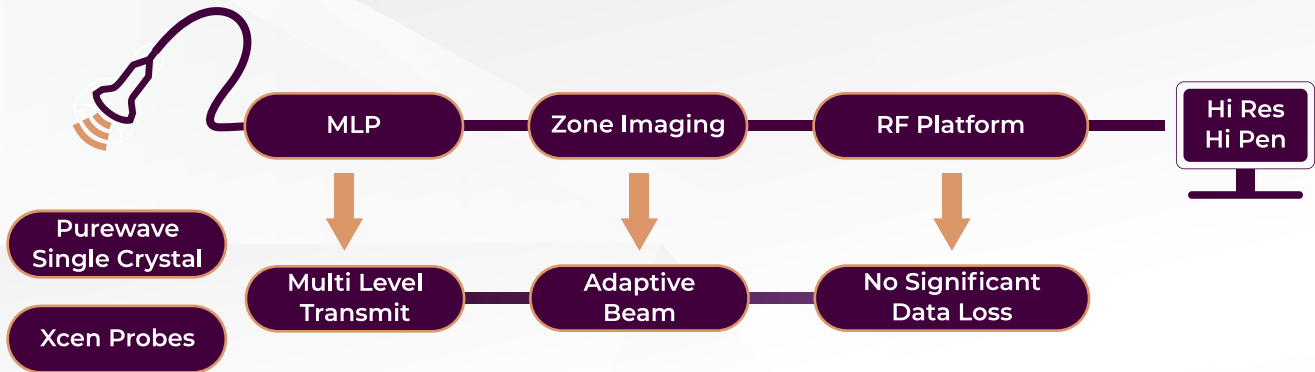 MLP
Zone Imaging
RF Platform
Hi Res
Hi Pen
Purewave
Single Crystal
Multi Level
Transmit
Adaptive
Beam
No Significant
Data Loss
Xcen Probes